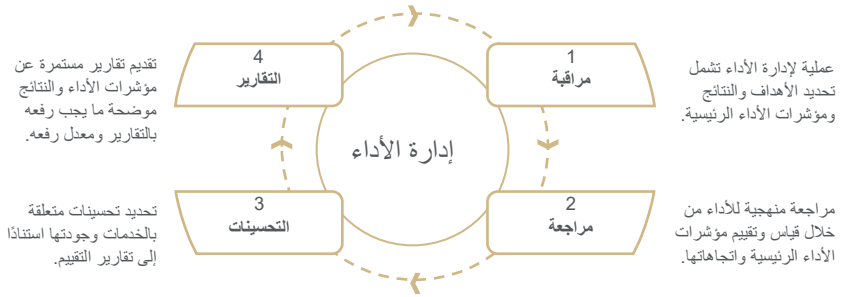 إدارة الأداء
1
مراقبة
عملية لإدارة الأداء تشمل
تحديد الأهداف والنتائج
ومؤشرات الأداء الرئيسية.
2
مراجعة
مراجعة منهجية للأداء من
خلال قياس وتقييم مؤشرات
الأداء الرئيسية واتجاهاتها.
3
التحسينات
تحديد تحسينات متعلقة
بالخدمات وجودتها استنادًا
إلى تقارير التقييم.
4
التقارير
تقديم تقارير مستمرة عن
مؤشرات الأداء والنتائج
موضحة ما يجب رفعه
بالتقارير ومعدل رفعه.